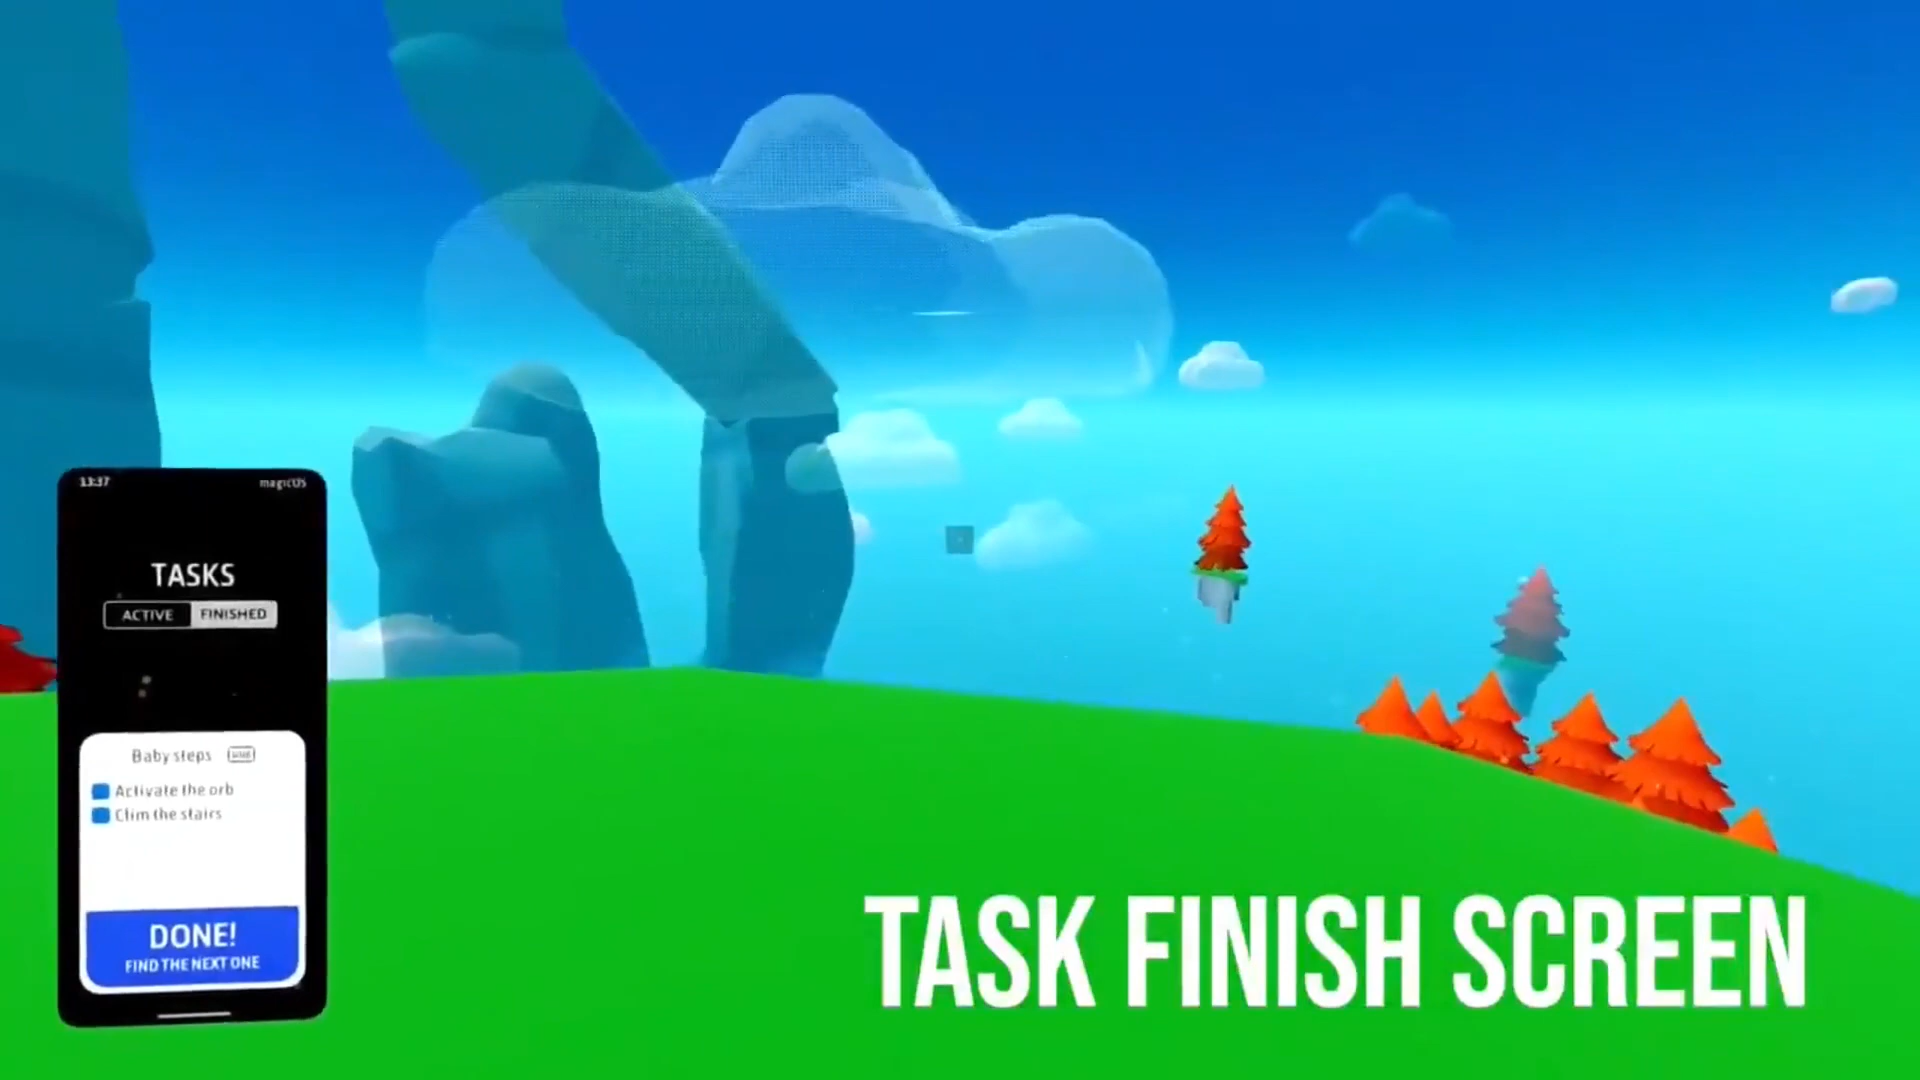 13:37 magicOS
TASKS
ACTIVE FINISHED
Baby steps
Activate the orb
Clim the stairs
DONE!
FIND THE NEXT ONE
TASK FINISH SCREEN